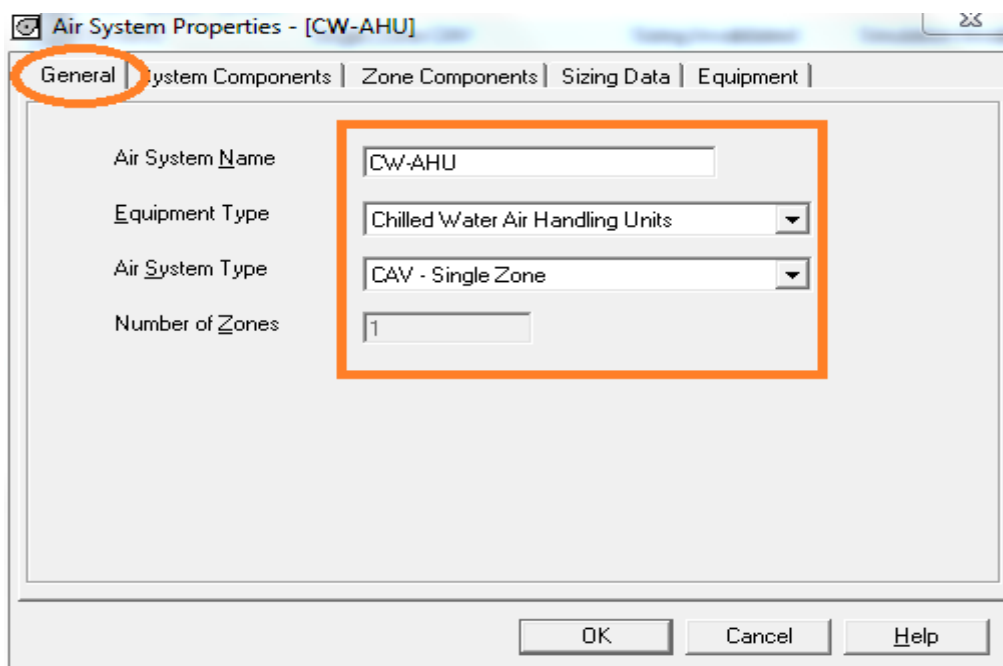 Air System Properties - [CW-AHU]
General System Components Zone Components Sizing Data Equipment
Air System Name CW-AHU
Equipment Type Chilled Water Air Handling Units
Air System Type CAV - Single Zone
Number of Zones 1
OK Cancel Help